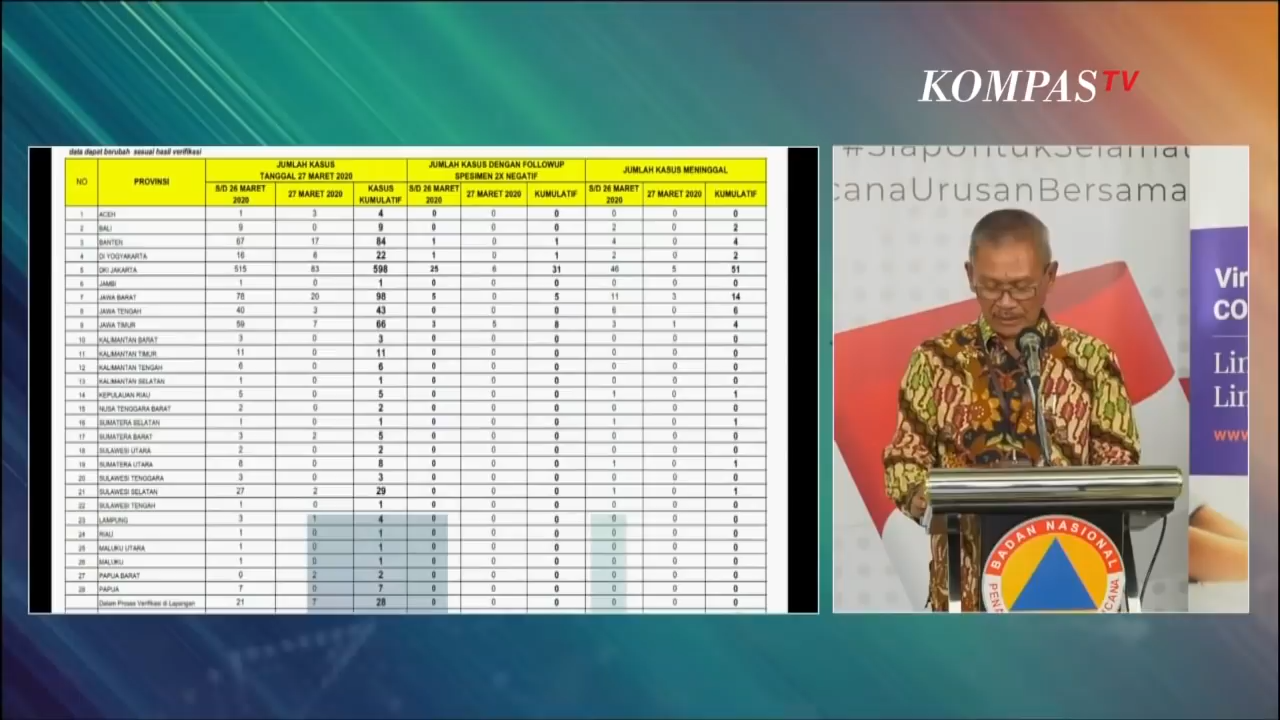 KOMPASTV
data dapat berubah sesuai hasil verifikasi
NO PROVINSI JUMLAH KASUS TANGGAL 27 MARET 2020 JUMLAH KASUS DENGAN FOLLOWUP SPESIMEN 2X NEGATIF JUMLAH KASUS MENINGGAL
S/D 26 MARET 2020 27 MARET 2020 KASUS KUMULATIF S/D 26 MARET 2020 27 MARET 2020 KUMULATIF S/D 26 MARET 2020 27 MARET 2020 KUMULATIF
1 ACEH 1 3 4 0 0 0 0 0 0
2 BALI 9 0 9 0 0 0 2 0 2
3 BANTEN 67 17 84 1 0 1 4 0 4
4 DI YOGYAKARTA 16 6 22 1 0 1 2 0 2
5 DKI JAKARTA 515 83 598 25 6 31 46 5 51
6 JAMBI 1 0 1 0 0 0 0 0 0
7 JAWA BARAT 78 20 98 5 0 5 11 3 14
8 JAWA TENGAH 40 3 43 0 0 0 6 0 6
9 JAWA TIMUR 59 7 66 3 5 8 3 1 4
10 KALIMANTAN BARAT 3 0 3 0 0 0 0 0 0
11 KALIMANTAN TIMUR 11 0 11 0 0 0 0 0 0
12 KALIMANTAN TENGAH 6 0 6 0 0 0 0 0 0
13 KALIMANTAN SELATAN 1 0 1 0 0 0 0 0 0
14 KEPULAUAN RIAU 5 0 5 0 0 0 1 0 1
15 NUSA TENGGARA BARAT 2 0 2 0 0 0 0 0 0
16 SUMATERA SELATAN 1 0 1 0 0 0 1 0 1
17 SUMATERA BARAT 3 2 5 0 0 0 0 0 0
18 SULAWESI UTARA 2 0 2 0 0 0 0 0 0
19 SUMATERA UTARA 8 0 8 0 0 0 1 0 1
20 SULAWESI TENGGARA 3 0 3 0 0 0 0 0 0
21 SULAWESI SELATAN 27 2 29 0 0 0 1 0 1
22 SULAWESI TENGAH 1 0 1 0 0 0 0 0 0
23 LAMPUNG 3 1 4 0 0 0 0 0 0
24 RIAU 1 0 1 0 0 0 0 0 0
25 MALUKU UTARA 1 0 1 0 0 0 0 0 0
26 MALUKU 1 0 1 0 0 0 0 0 0
27 PAPUA BARAT 0 2 2 0 0 0 0 0 0
28 PAPUA 7 0 7 0 0 0 0 0 0
Dalam Proses Verifikasi di Lapangan 21 7 28 0 0 0 0 0 0
#SiapUntukSelamat
canaUrusanBersama
Vir
CO
Lin
Lin
www
BADAN NASIONAL
PEN CANA